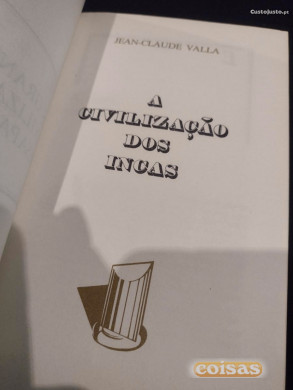 CustoJusto.pt
JEAN-CLAUDE VALLA
A
CIVILIZAÇÃO
DOS
INCAS
coisas